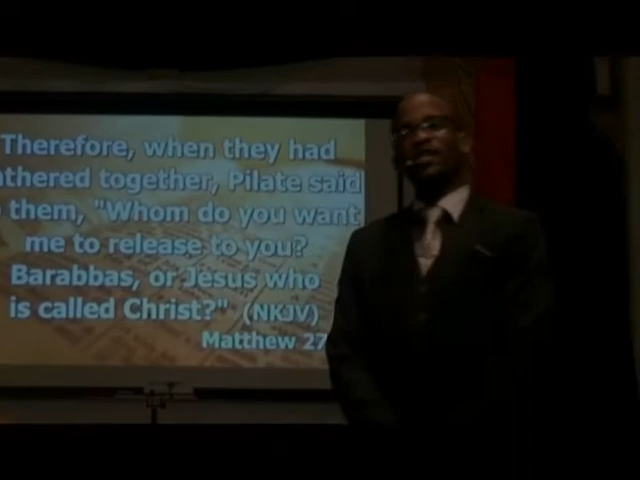 Therefore, when they had
thered together, Pilate said
them, "Whom do you want
me to release to you?
Barabbas, or Jesus who
is called Christ?" (NKJV)
Matthew 27